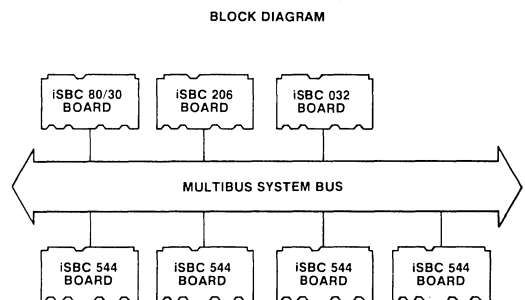 BLOCK DIAGRAM
iSBC 80/30
BOARD
iSBC 206
BOARD
iSBC 032
BOARD
MULTIBUS SYSTEM BUS
iSBC 544
BOARD
iSBC 544
BOARD
iSBC 544
BOARD
iSBC 544
BOARD